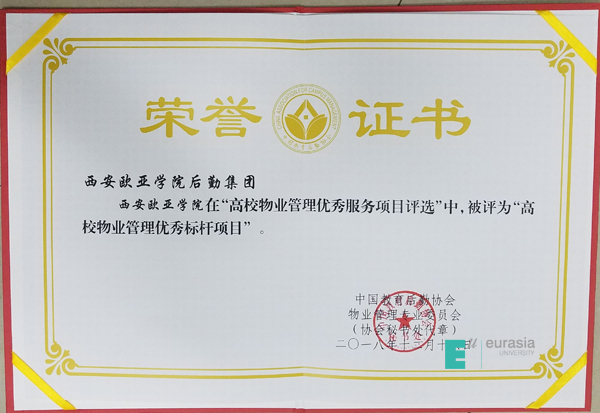 荣誉证书
西安欧亚学院后勤集团
西安欧亚学院在“高校物业管理优秀服务项目评选”中，被评为“高
校物业管理优秀标杆项目”。
中国教育后勤协会
物业管理专业委员会
（协会秘书处代章）
二〇一八年十二月十
eurasia
UNIVERSITY